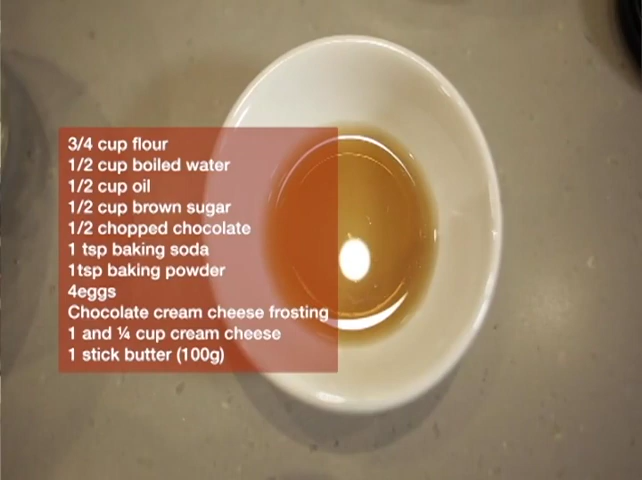 3/4 cup flour
1/2 cup boiled water
1/2 cup oil
1/2 cup brown sugar
1/2 chopped chocolate
1 tsp baking soda
1tsp baking powder
4eggs
Chocolate cream cheese frosting
1 and ¼ cup cream cheese
1 stick butter (100g)